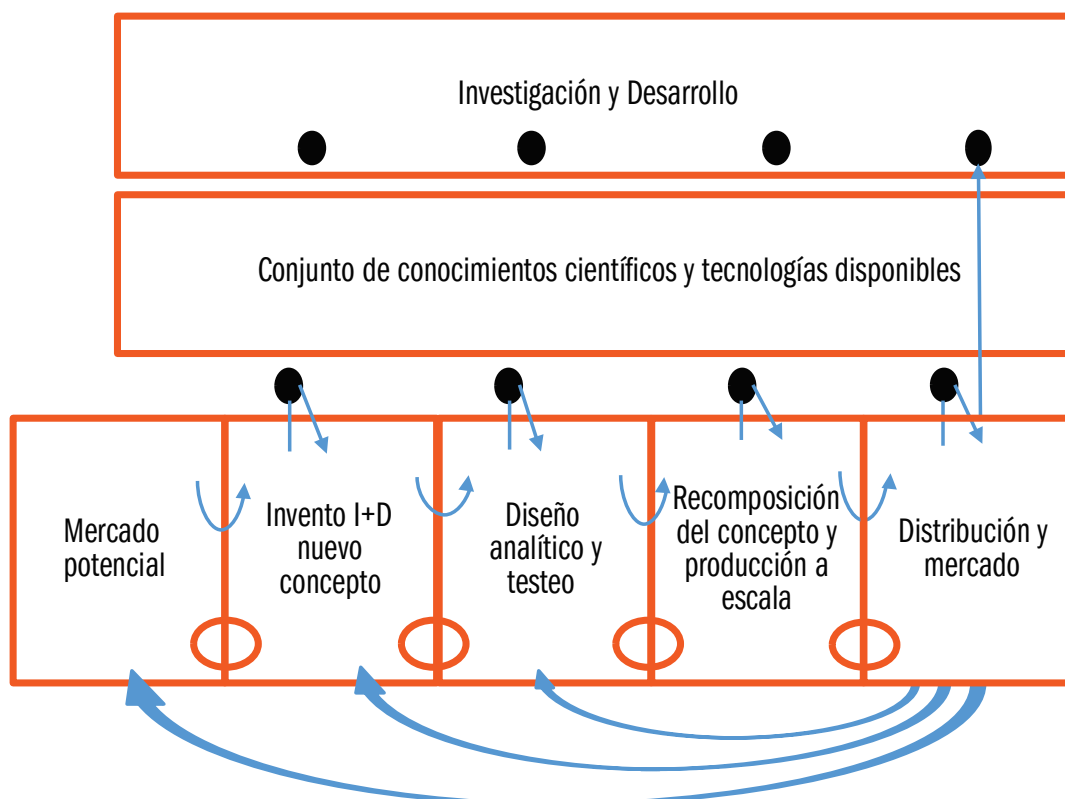 Investigación y Desarrollo
Conjunto de conocimientos científicos y tecnologías disponibles
Mercado
potencial
Invento I+D
nuevo
concepto
Diseño
analítico y
testeo
Recomposición
del concepto y
producción a
escala
Distribución y
mercado